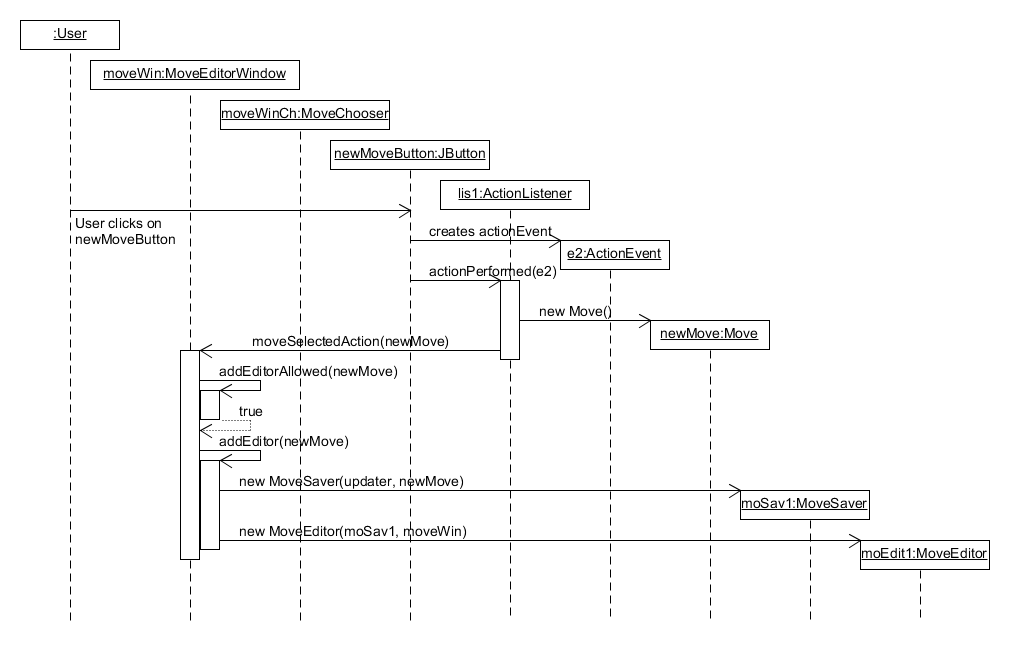 :User
moveWin:MoveEditorWindow
moveWinCh:MoveChooser
newMoveButton:JButton
lis1:ActionListener
User clicks on
newMoveButton
creates actionEvent
e2:ActionEvent
actionPerformed(e2)
new Move()
newMove:Move
moveSelectedAction(newMove)
addEditorAllowed(newMove)
true
addEditor(newMove)
new MoveSaver(updater, newMove)
moSav1:MoveSaver
new MoveEditor(moSav1, moveWin)
moEdit1:MoveEditor